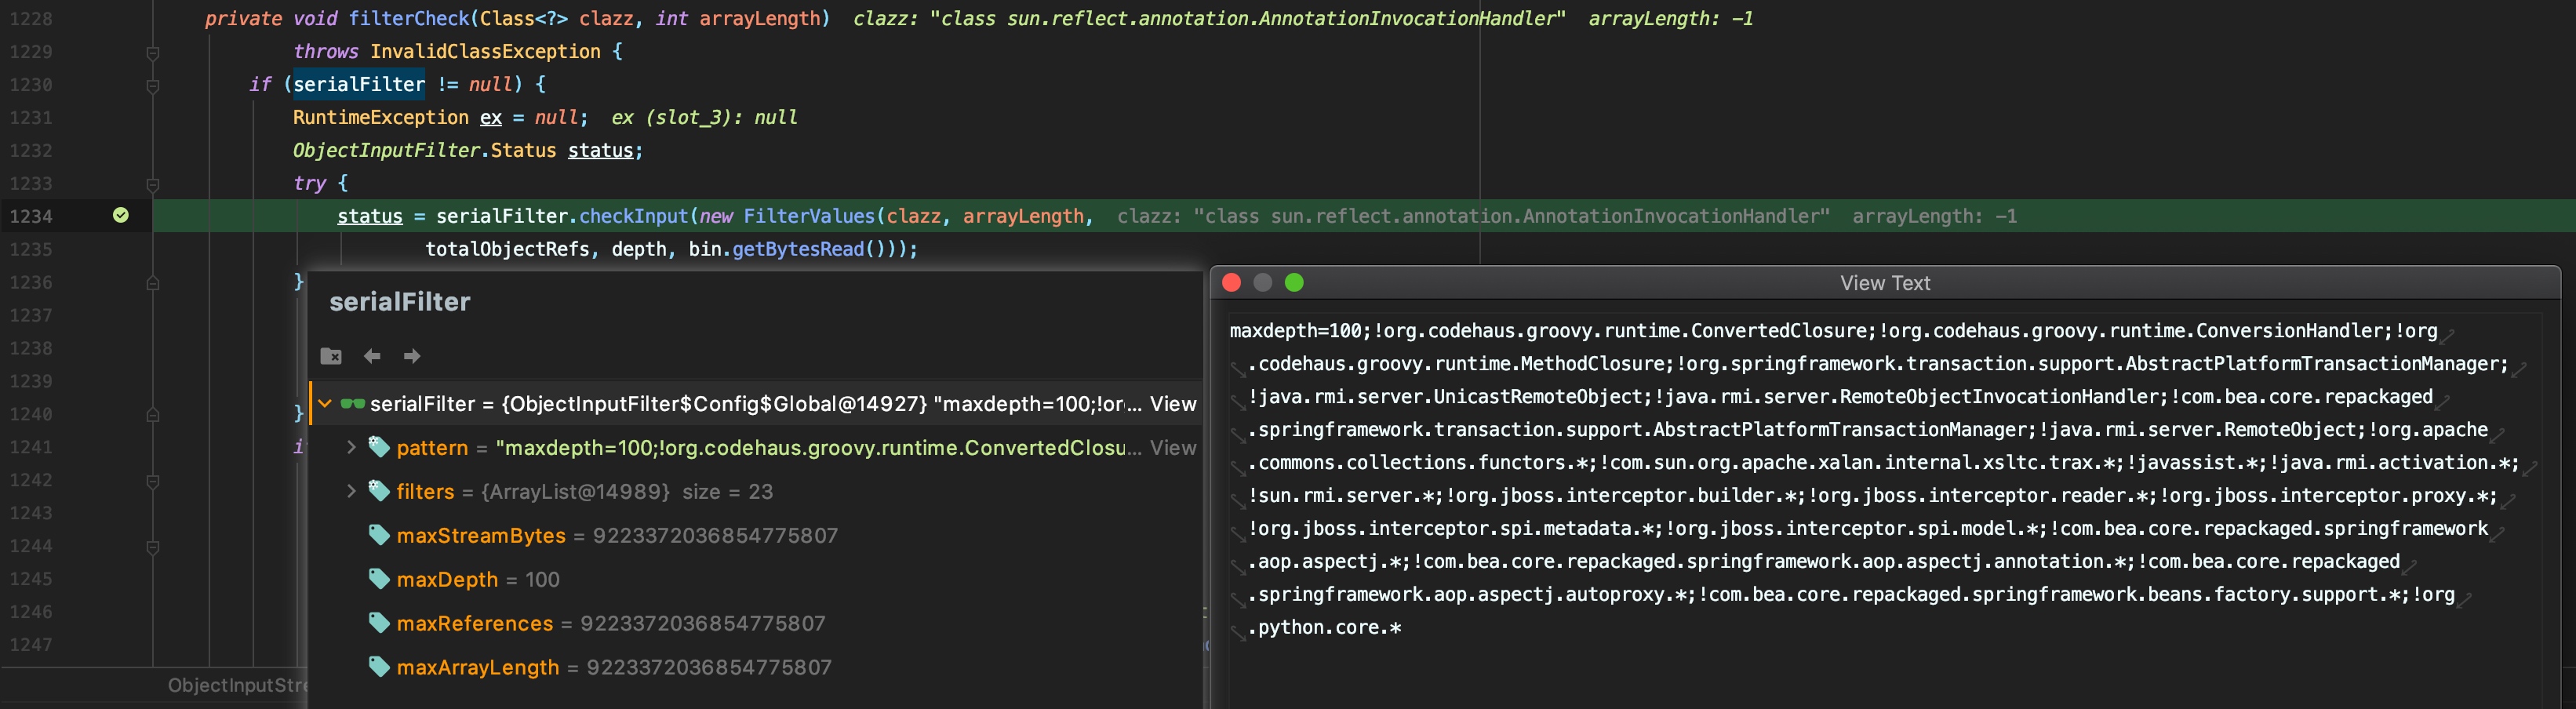 1228 private void filterCheck(Class<?> clazz, int arrayLength) clazz: "class sun.reflect.annotation.AnnotationInvocationHandler" arrayLength: -1
1229 throws InvalidClassException {
1230 if (serialFilter != null) {
1231 RuntimeException ex = null; ex (slot_3): null
1232 ObjectInputFilter.Status status;
1233 try {
1234 status = serialFilter.checkInput(new FilterValues(clazz, arrayLength, clazz: "class sun.reflect.annotation.AnnotationInvocationHandler" arrayLength: -1
1235 totalObjectRefs, depth, bin.getBytesRead()));
1236 }
1237
1238
1239
1240 }
1241 i
1242
1243
1244
1245
1246
1247
ObjectInputStre
serialFilter
serialFilter = {ObjectInputFilter$Config$Global@14927} "maxdepth=100;!or... View
pattern = "maxdepth=100;!org.codehaus.groovy.runtime.ConvertedClosu... View
filters = {ArrayList@14989} size = 23
maxStreamBytes = 9223372036854775807
maxDepth = 100
maxReferences = 9223372036854775807
maxArrayLength = 9223372036854775807
View Text
maxdepth=100;!org.codehaus.groovy.runtime.ConvertedClosure;!org.codehaus.groovy.runtime.ConversionHandler;!org
.codehaus.groovy.runtime.MethodClosure;!org.springframework.transaction.support.AbstractPlatformTransactionManager;
!java.rmi.server.UnicastRemoteObject;!java.rmi.server.RemoteObjectInvocationHandler;!com.bea.core.repackaged
.springframework.transaction.support.AbstractPlatformTransactionManager;!java.rmi.server.RemoteObject;!org.apache
.commons.collections.functors.*;!com.sun.org.apache.xalan.internal.xsltc.trax.*;!javassist.*;!java.rmi.activation.*;
!sun.rmi.server.*;!org.jboss.interceptor.builder.*;!org.jboss.interceptor.reader.*;!org.jboss.interceptor.proxy.*;
!org.jboss.interceptor.spi.metadata.*;!org.jboss.interceptor.spi.model.*;!com.bea.core.repackaged.springframework
.aop.aspectj.*;!com.bea.core.repackaged.springframework.aop.aspectj.annotation.*;!com.bea.core.repackaged
.springframework.aop.aspectj.autoproxy.*;!com.bea.core.repackaged.springframework.beans.factory.support.*;!org
.python.core.*